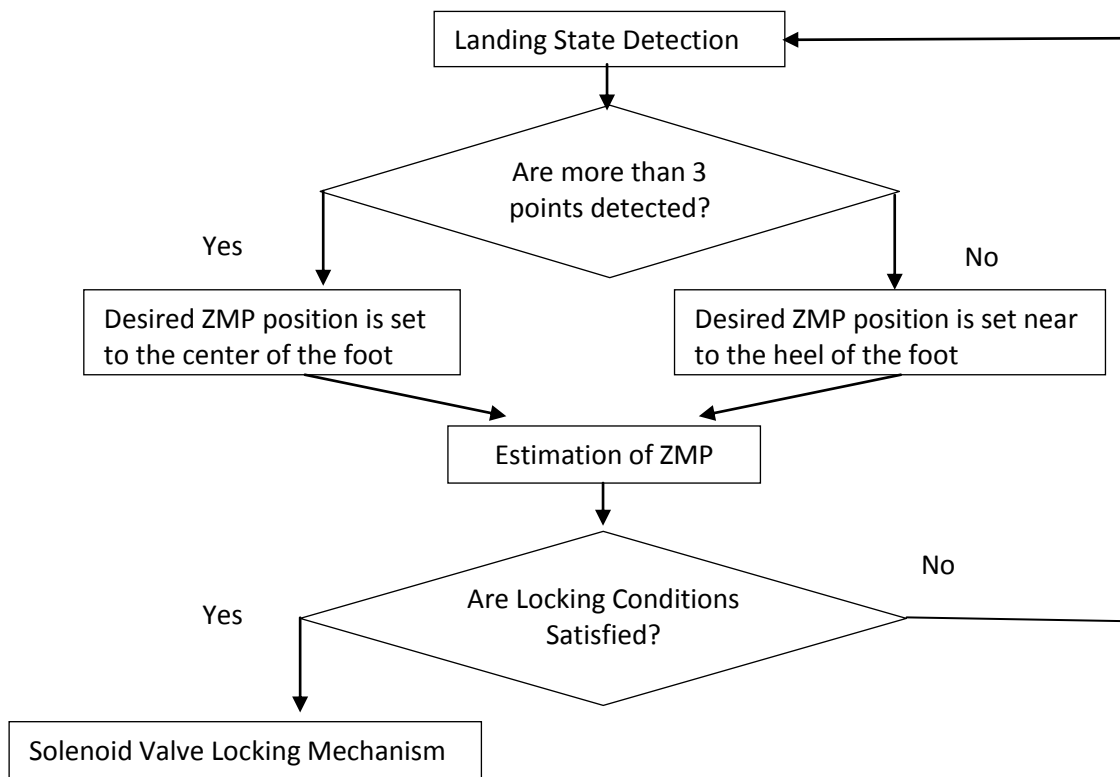 Landing State Detection
Are more than 3
points detected?
Yes
No
Desired ZMP position is set
to the center of the foot
Desired ZMP position is set near
to the heel of the foot
Estimation of ZMP
No
Are Locking Conditions
Satisfied?
Yes
Solenoid Valve Locking Mechanism